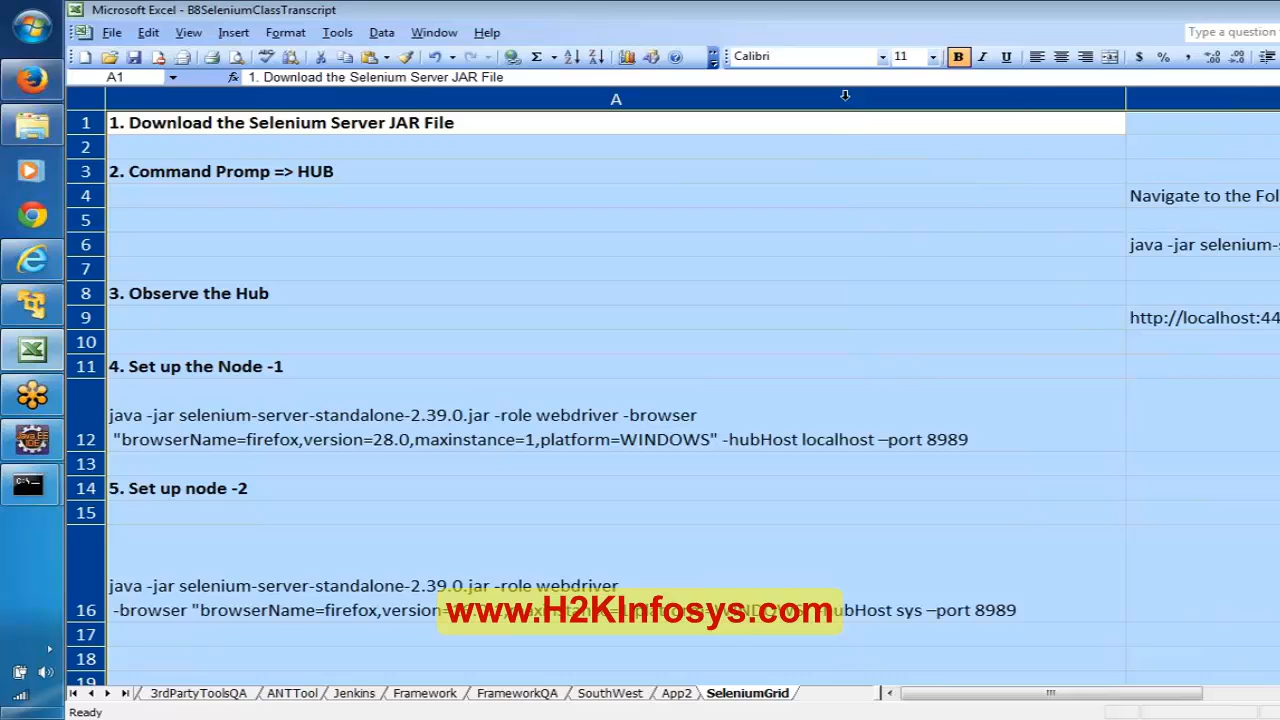 Microsoft Excel - B8SeleniumClassTranscript
File Edit View Insert Format Tools Data Window Help
Type a question
Calibri 11 B I U $ %
A1 fx 1. Download the Selenium Server JAR File
A
1 1. Download the Selenium Server JAR File
2
3 2. Command Promp => HUB
4 Navigate to the Fol
5
6 java -jar selenium-s
7
8 3. Observe the Hub
9 http://localhost:44
10
11 4. Set up the Node -1
java -jar selenium-server-standalone-2.39.0.jar -role webdriver -browser
12 "browserName=firefox,version=28.0,maxinstance=1,platform=WINDOWS" -hubHost localhost –port 8989
13
14 5. Set up node -2
15
java -jar selenium-server-standalone-2.39.0.jar -role webdriver
16 -browser "browserName=firefox,version= hubHost sys –port 8989
www.H2KInfosys.com
17
18
19
3rdPartyToolsQA ANTTool Jenkins Framework FrameworkQA SouthWest App2 SeleniumGrid
Ready